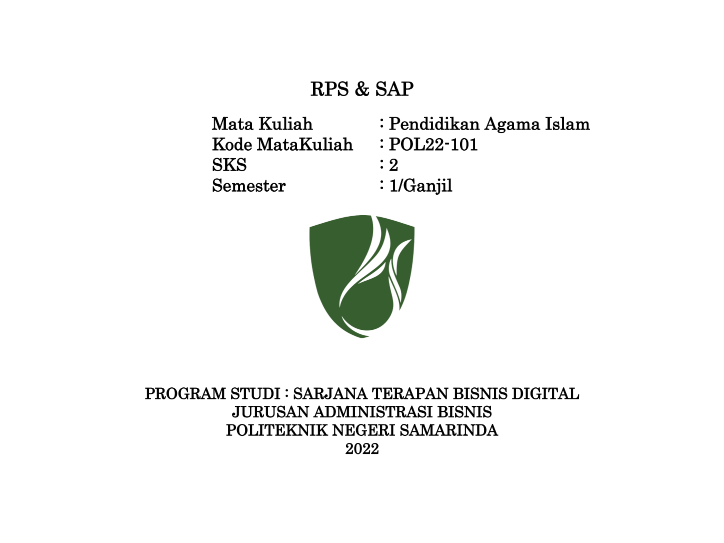 RPS & SAP
Mata Kuliah : Pendidikan Agama Islam
Kode MataKuliah : POL22-101
SKS : 2
Semester : 1/Ganjil
PROGRAM STUDI : SARJANA TERAPAN BISNIS DIGITAL
JURUSAN ADMINISTRASI BISNIS
POLITEKNIK NEGERI SAMARINDA
2022